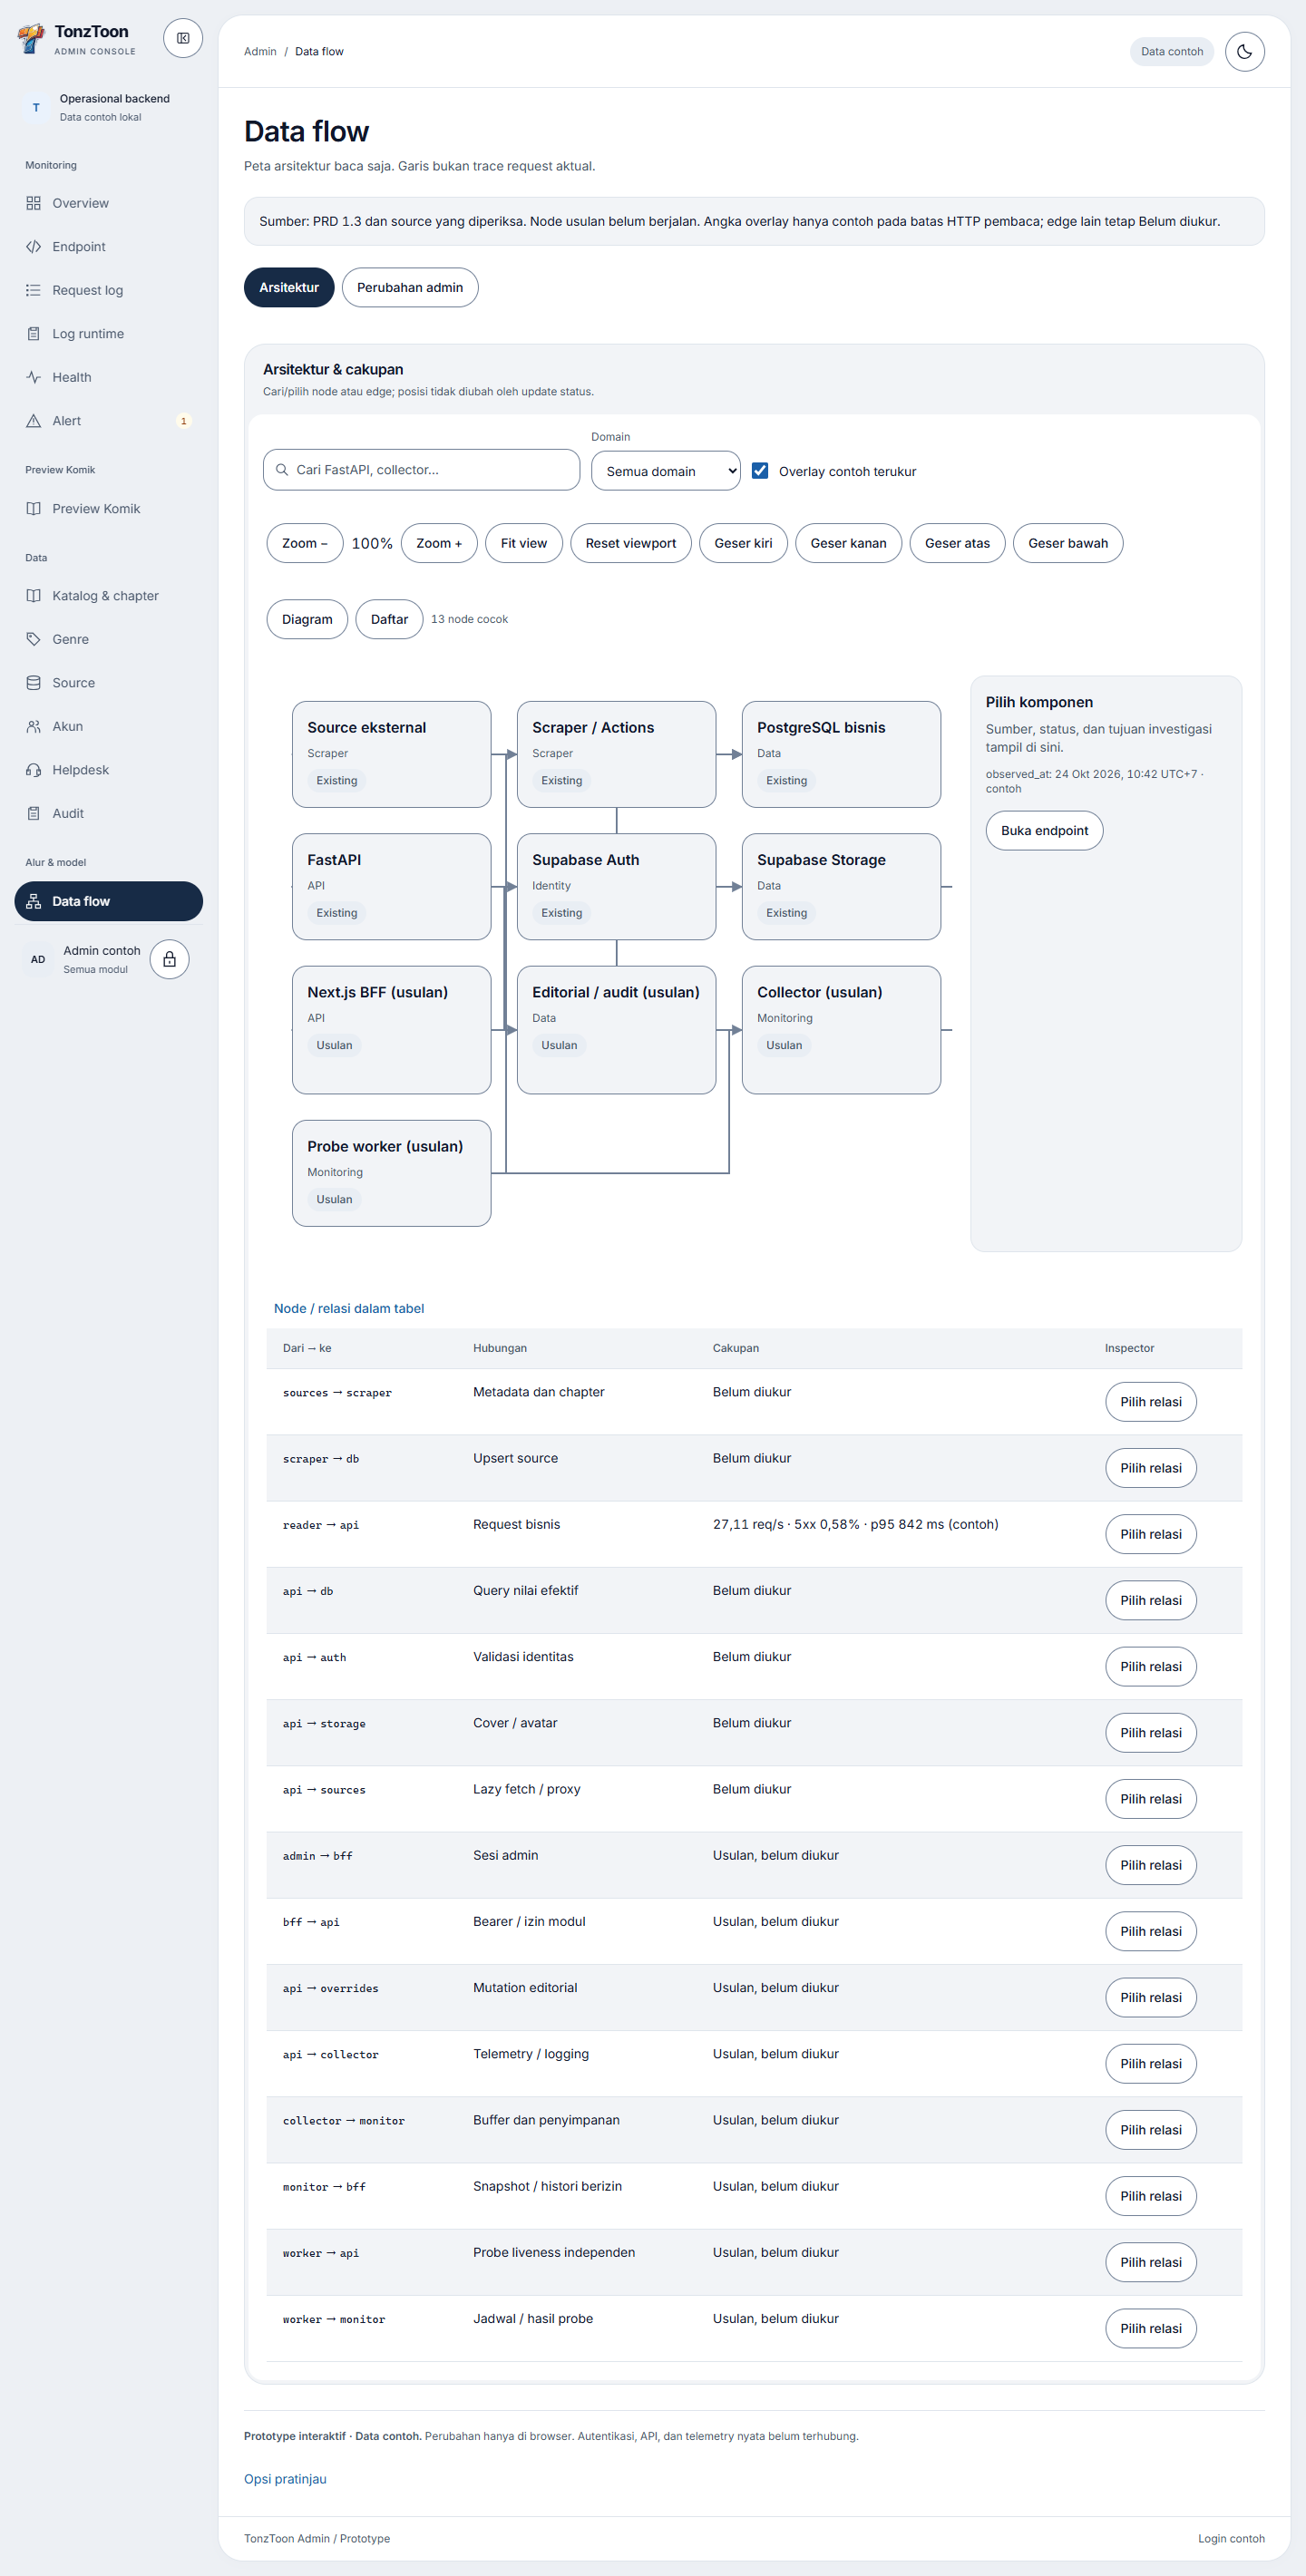 TonzToon
ADMIN CONSOLE
T
Operasional backend
Data contoh lokal
Monitoring
Overview
Endpoint
Request log
Log runtime
Health
Alert
1
Preview Komik
Preview Komik
Data
Katalog & chapter
Genre
Source
Akun
Helpdesk
Audit
Alur & model
Data flow
AD
Admin contoh
Semua modul
Admin / Data flow
Data contoh
Data flow
Peta arsitektur baca saja. Garis bukan trace request aktual.
Sumber: PRD 1.3 dan source yang diperiksa. Node usulan belum berjalan. Angka overlay hanya contoh pada batas HTTP pembaca; edge lain tetap Belum diukur.
Arsitektur
Perubahan admin
Arsitektur & cakupan
Cari/pilih node atau edge; posisi tidak diubah oleh update status.
Domain
Cari FastAPI, collector...
Semua domain
Overlay contoh terukur
Zoom −
100%
Zoom +
Fit view
Reset viewport
Geser kiri
Geser kanan
Geser atas
Geser bawah
Diagram
Daftar
13 node cocok
Source eksternal
Scraper
Existing
Scraper / Actions
Scraper
Existing
PostgreSQL bisnis
Data
Existing
FastAPI
API
Existing
Supabase Auth
Identity
Existing
Supabase Storage
Data
Existing
Next.js BFF (usulan)
API
Usulan
Editorial / audit (usulan)
Data
Usulan
Collector (usulan)
Monitoring
Usulan
Probe worker (usulan)
Monitoring
Usulan
Pilih komponen
Sumber, status, dan tujuan investigasi
tampil di sini.
observed_at: 24 Okt 2026, 10:42 UTC+7 ·
contoh
Buka endpoint
Node / relasi dalam tabel
Dari → ke Hubungan Cakupan Inspector
sources → scraper Metadata dan chapter Belum diukur Pilih relasi
scraper → db Upsert source Belum diukur Pilih relasi
reader → api Request bisnis 27,11 req/s · 5xx 0,58% · p95 842 ms (contoh) Pilih relasi
api → db Query nilai efektif Belum diukur Pilih relasi
api → auth Validasi identitas Belum diukur Pilih relasi
api → storage Cover / avatar Belum diukur Pilih relasi
api → sources Lazy fetch / proxy Belum diukur Pilih relasi
admin → bff Sesi admin Usulan, belum diukur Pilih relasi
bff → api Bearer / izin modul Usulan, belum diukur Pilih relasi
api → overrides Mutation editorial Usulan, belum diukur Pilih relasi
api → collector Telemetry / logging Usulan, belum diukur Pilih relasi
collector → monitor Buffer dan penyimpanan Usulan, belum diukur Pilih relasi
monitor → bff Snapshot / histori berizin Usulan, belum diukur Pilih relasi
worker → api Probe liveness independen Usulan, belum diukur Pilih relasi
worker → monitor Jadwal / hasil probe Usulan, belum diukur Pilih relasi
Prototype interaktif · Data contoh. Perubahan hanya di browser. Autentikasi, API, dan telemetry nyata belum terhubung.
Opsi pratinjau
TonzToon Admin / Prototype
Login contoh